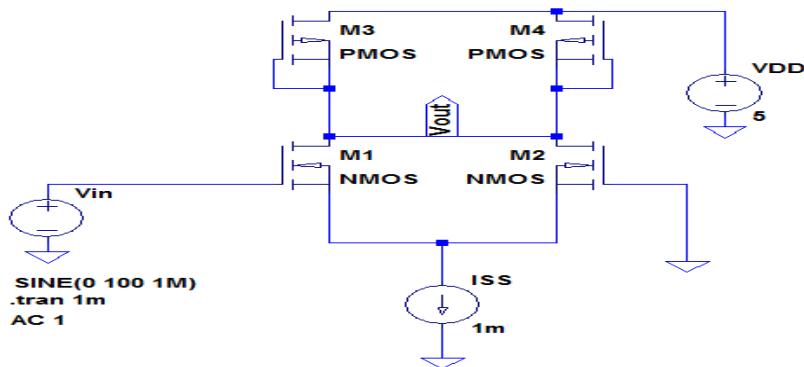 M3
PMOS
M4
PMOS
VDD
5
Vout
M1
NMOS
M2
NMOS
Vin
SINE(0 100 1M)
.tran 1m
AC 1
ISS
1m